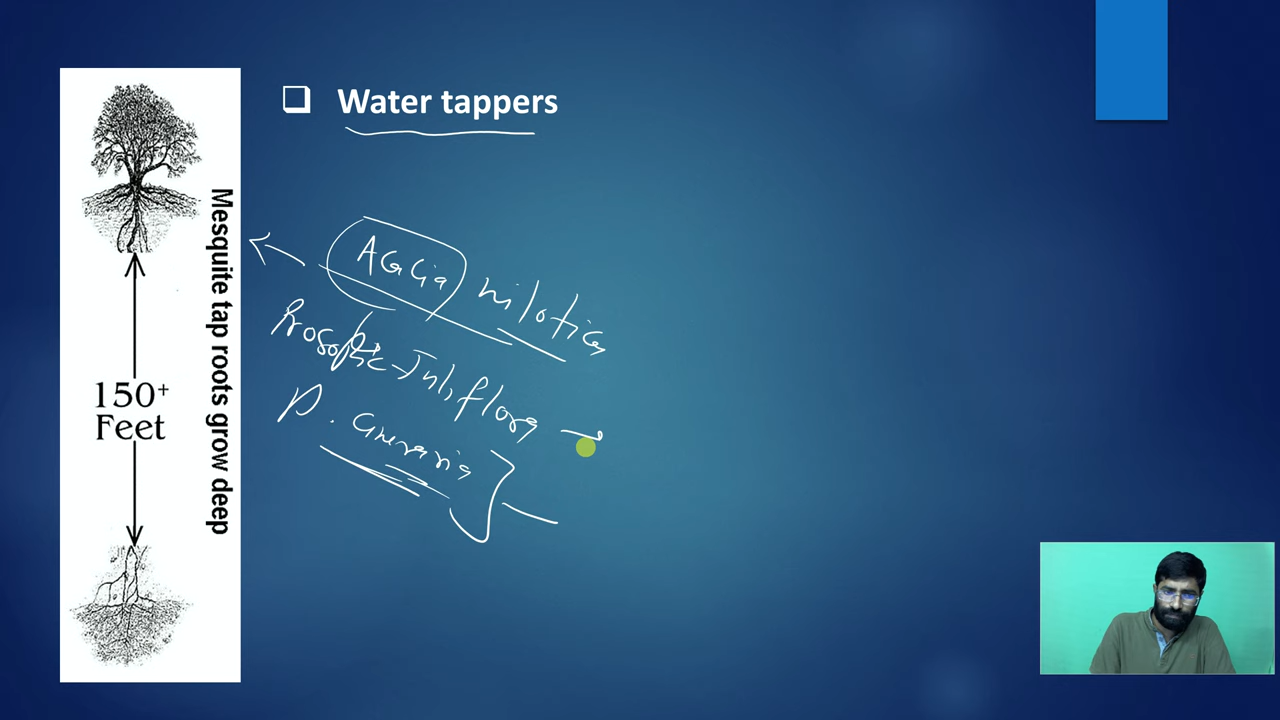 Water tappers
Mesquite tap roots grow deep
150+
Feet
Acacia nilotica
Prosopis Juliflora
P. Cineraria